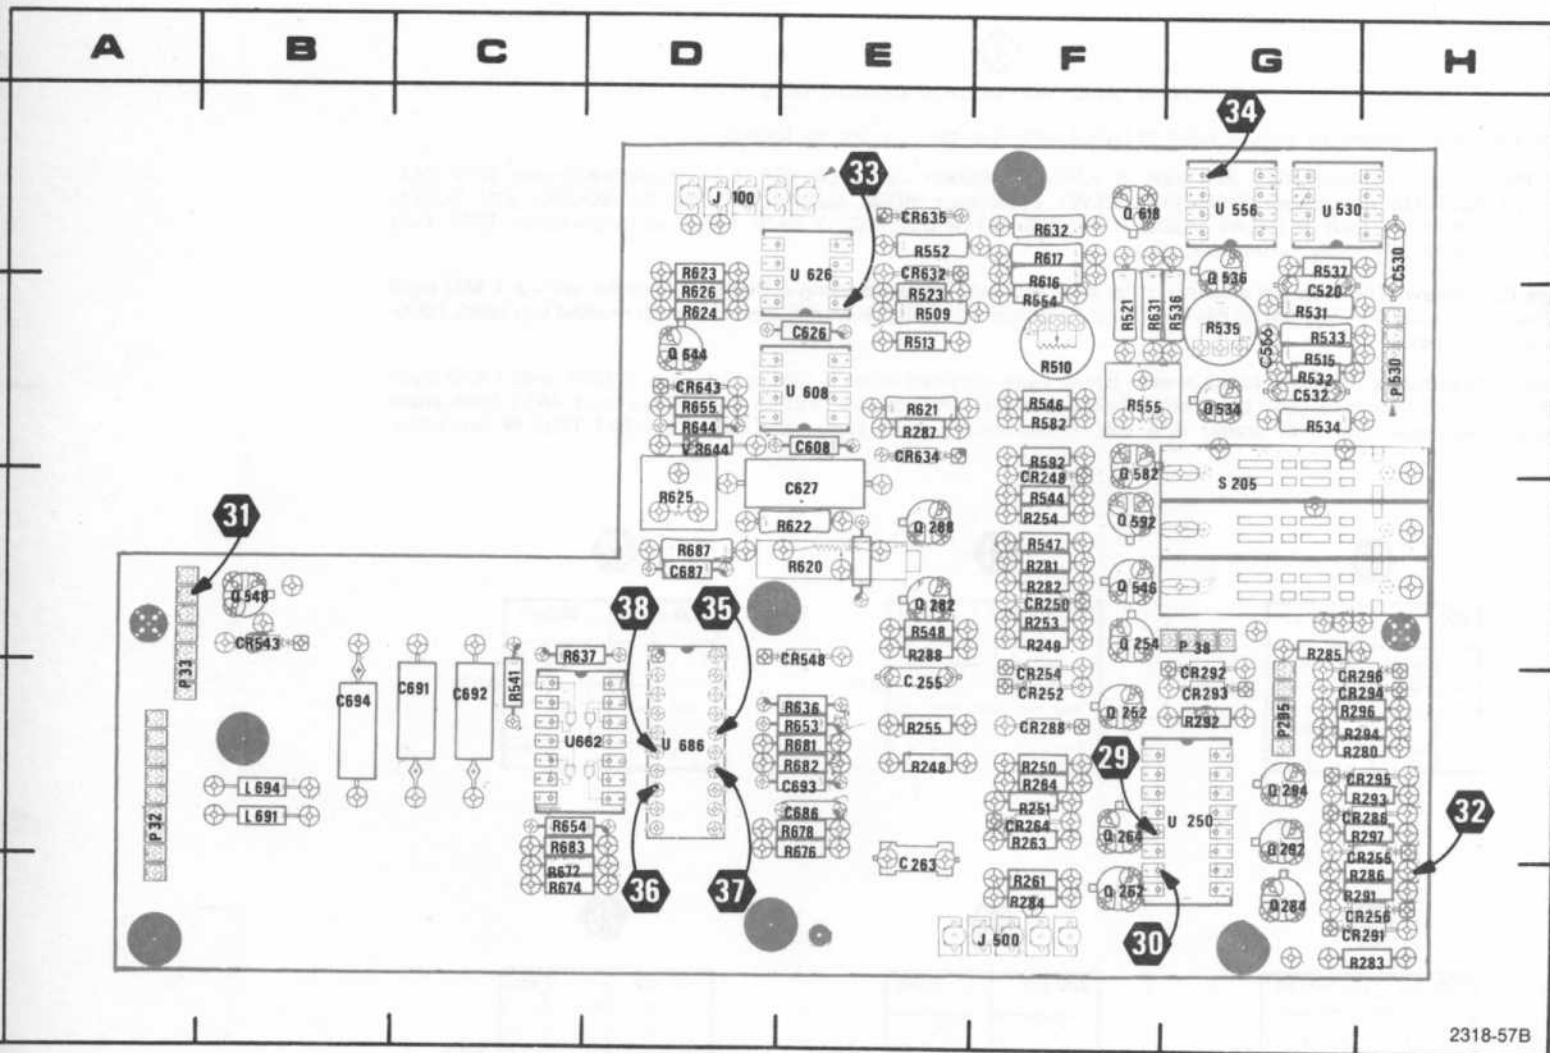 A B C D E F G H
34
33
J 100
CR635
Q 618
U 556
U 530
R632
R552
R617
C530
U 626
R623
CR632
R616
Q 536
R537
R626
R523
R554
R521
R631
R536
C520
R624
R509
R531
C626
R535
R533
R513
C556
P 530
Q 644
R510
R515
U 608
R532
CR643
R555
C532
R655
R621
R546
Q 534
R644
R287
R582
R534
V R644
C608
CR634
R592
CR248
Q 582
S 205
R625
C627
R544
31
R254
R622
Q 288
Q 592
R687
R547
C687
R620
R281
Q 548
R282
Q 546
38
35
Q 282
CR250
R253
CR543
R548
R249
Q 254
P 38
R637
CR548
R288
R285
P33
CR254
CR292
CR296
C694
C691
C692
R541
C 255
CR252
CR293
CR294
R636
Q 252
R296
R653
R255
CR288
R292
P295
R294
U662
U 686
R681
R280
R682
R248
R250
29
L 694
C693
R264
CR295
Q 294
R293
R251
C686
CR286
32
P32
L 691
R654
R678
CR264
Q 264
U 250
R297
R683
R676
R263
Q 292
CR255
R672
C 263
R286
R674
36
37
R261
Q 262
R291
R284
Q 284
CR256
J 500
30
CR291
R283
2318-57B